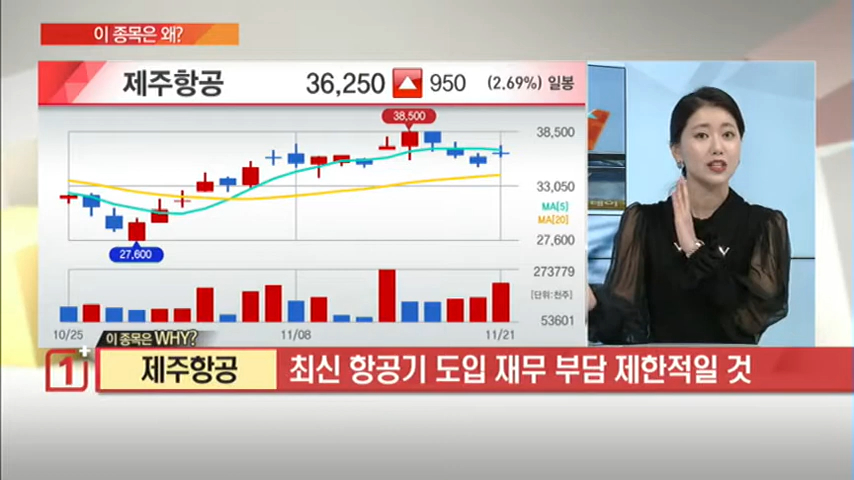 이 종목은 왜?
제주항공 36,250 950 (2.69%) 일봉
38,500
38,500
33,050
MA[5]
MA[20]
27,600
27,600
273779
[단위:천주]
53601
10/25 11/08 11/21
이 종목은 WHY?
1+ 제주항공 최신 항공기 도입 재무 부담 제한적일 것